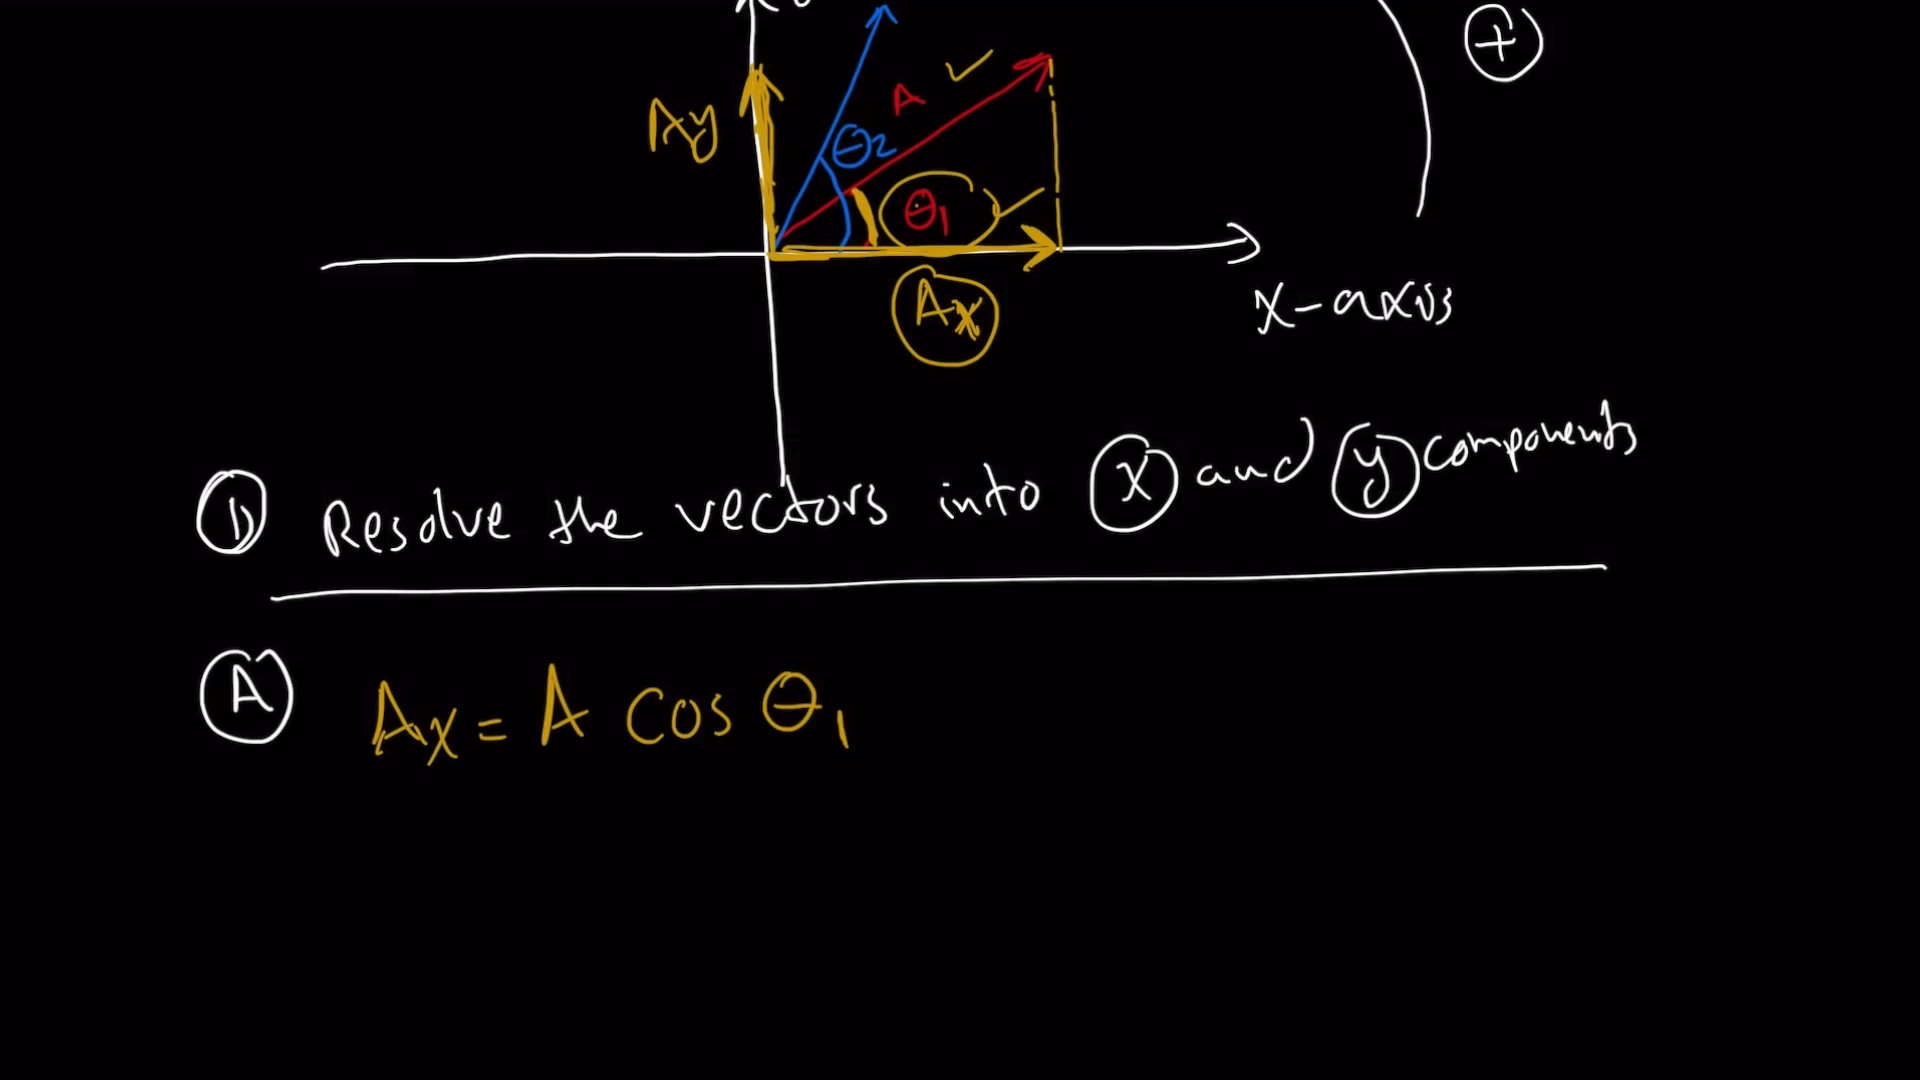 +
A
Ay
θ2
θ1
Ax
x-axis
1) Resolve the vectors into x and y components
A Ax = A cos θ1